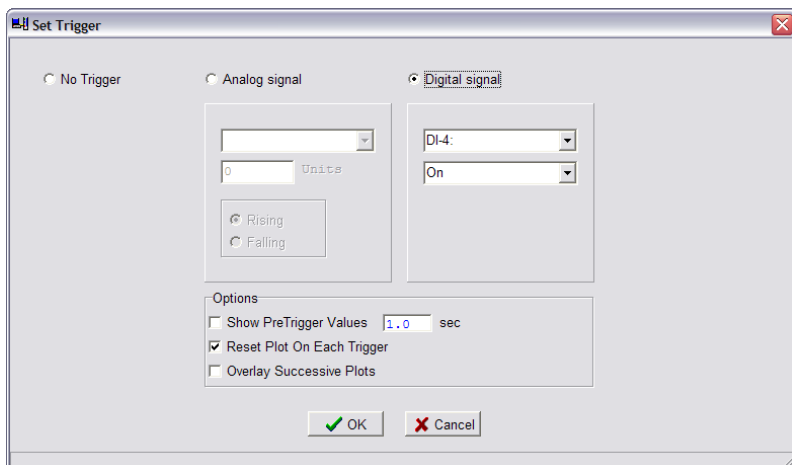 Set Trigger
No Trigger
Analog signal
Digital signal
0 Units
Rising
Falling
DI-4:
On
Options
Show PreTrigger Values 1.0 sec
Reset Plot On Each Trigger
Overlay Successive Plots
OK
Cancel